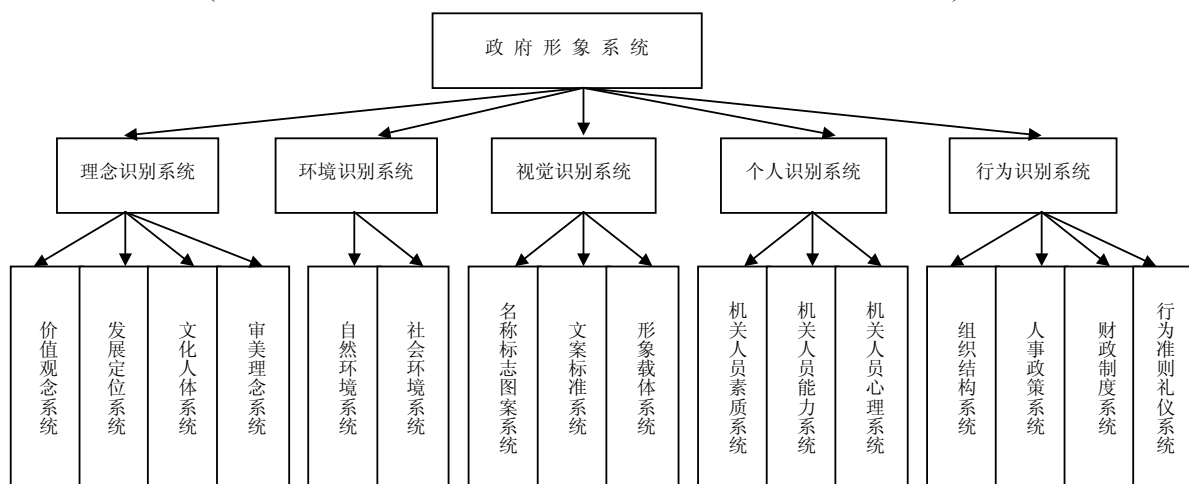 政府形象系统
理念识别系统
环境识别系统
视觉识别系统
个人识别系统
行为识别系统
价值观念系统
发展定位系统
文化人体系统
审美理念系统
自然环境系统
社会环境系统
名称标志图案系统
文案标准系统
形象载体系统
机关人员素质系统
机关人员能力系统
机关人员心理系统
组织结构系统
人事政策系统
财政制度系统
行为准则礼仪系统